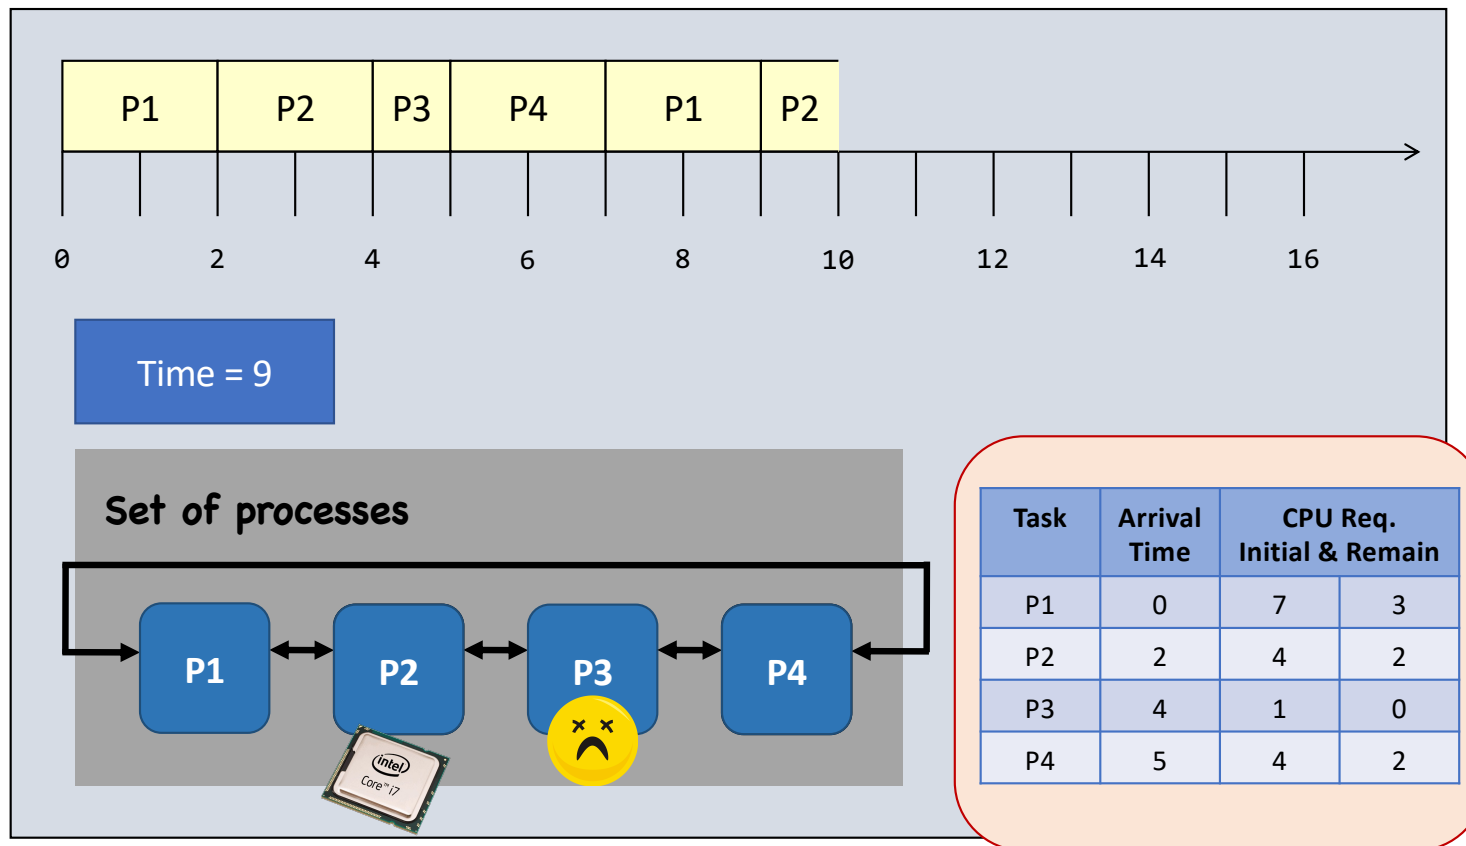 P1 P2 P3 P4 P1 P2
0 2 4 6 8 10 12 14 16
Time = 9
Set of processes
P1 P2 P3 P4
intel
Core™ i7
Task Arrival Time CPU Req. Initial & Remain
P1 0 7 3
P2 2 4 2
P3 4 1 0
P4 5 4 2